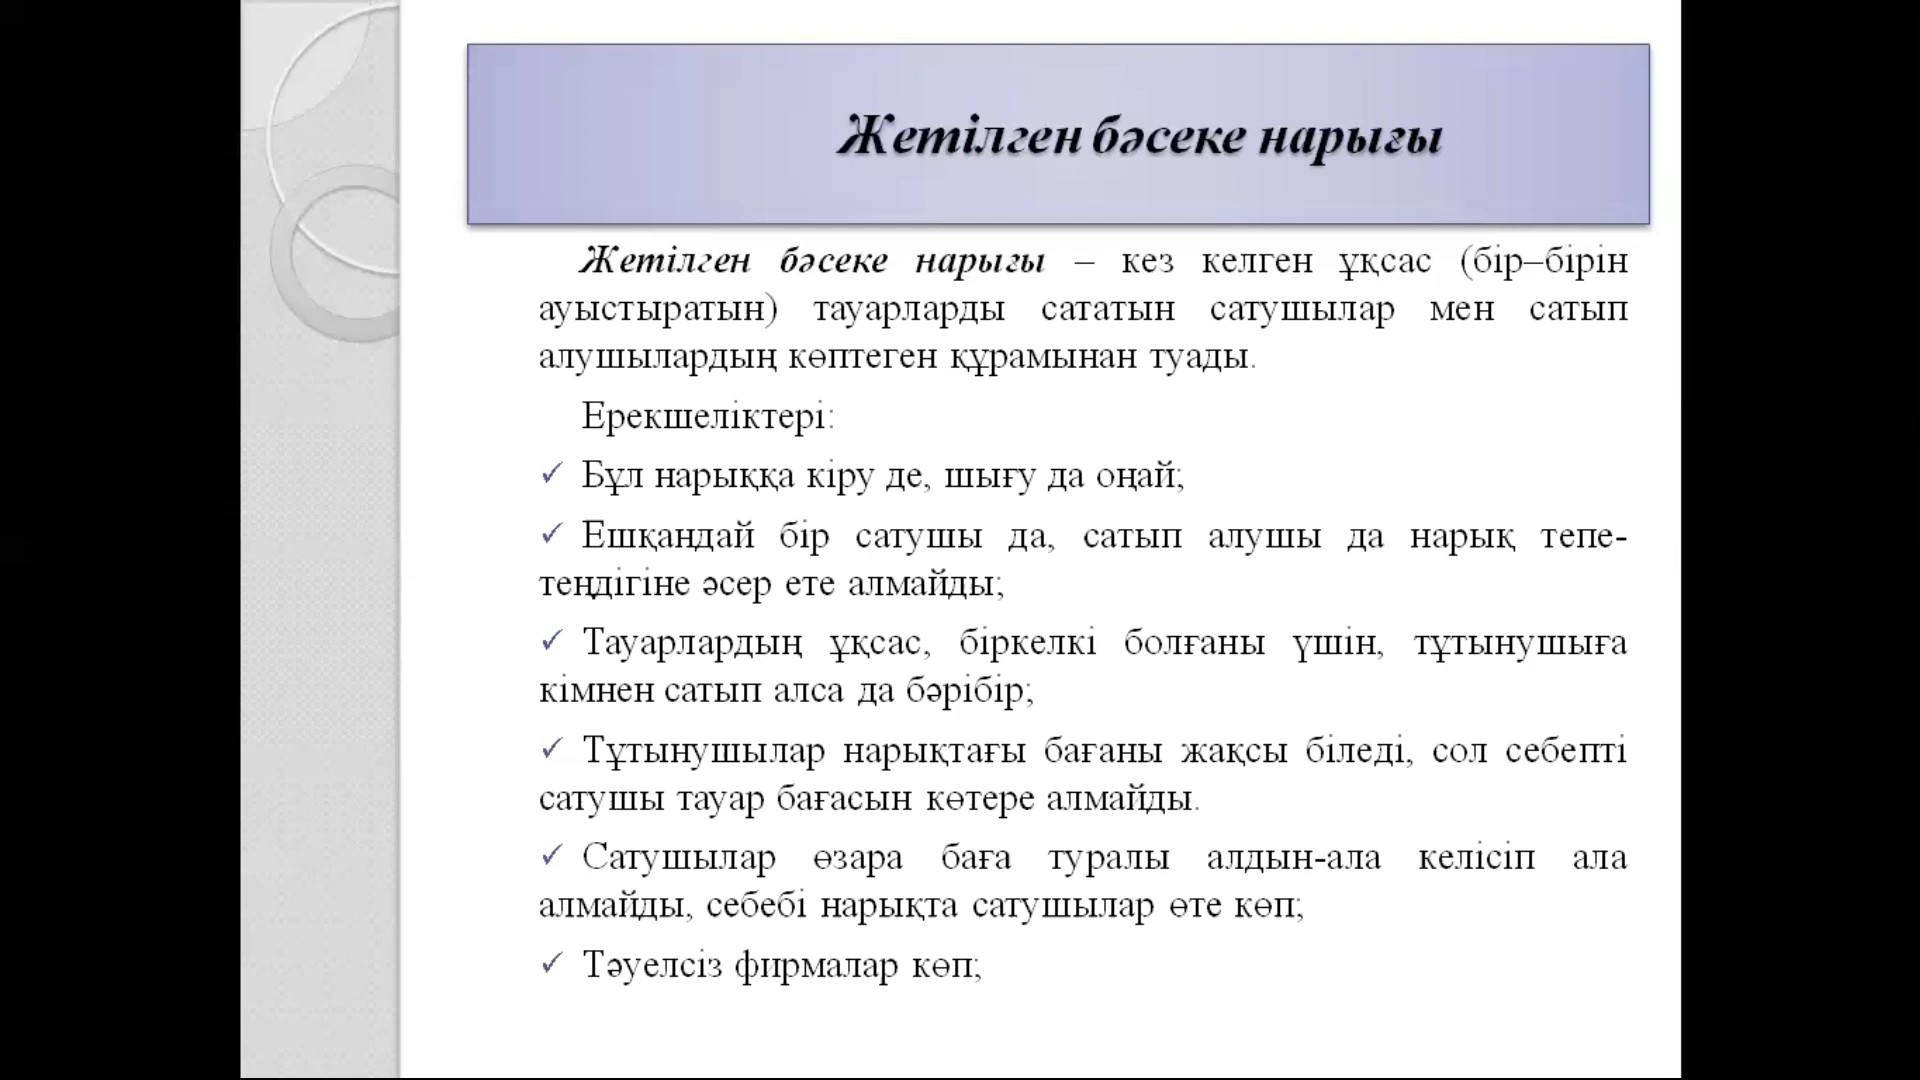 Жетілген бәсеке нарығы
Жетілген бәсеке нарығы – кез келген ұқсас (бір–бірін
ауыстыратын) тауарларды сататын сатушылар мен сатып
алушылардың көптеген құрамынан туады.
Ерекшеліктері:
✓ Бұл нарыққа кіру де, шығу да оңай;
✓ Ешқандай бір сатушы да, сатып алушы да нарық тепе-
теңдігіне әсер ете алмайды;
✓ Тауарлардың ұқсас, біркелкі болғаны үшін, тұтынушыға
кімнен сатып алса да бәрібір;
✓ Тұтынушылар нарықтағы бағаны жақсы біледі, сол себепті
сатушы тауар бағасын көтере алмайды.
✓ Сатушылар өзара баға туралы алдын-ала келісіп ала
алмайды, себебі нарықта сатушылар өте көп;
✓ Тәуелсіз фирмалар көп;